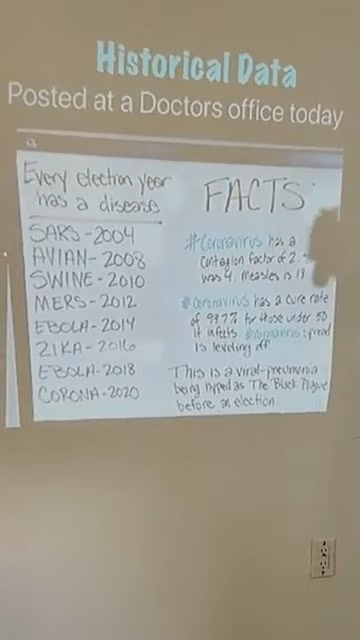 Historical Data
Posted at a Doctors office today
Every election year
has a disease
SARS-2004
AVIAN-2008
SWINE-2010
MERS-2012
EBOLA-2014
ZIKA-2016
EBOLA-2018
CORONA-2020
FACTS:
#Coronavirus has a
contagion factor of 2.
was 4. Measles is 18
#Coronavirus has a cure rate
of 99.7% for those under 50
it infects. spread
is leveling off
This is a viral-pneumonia
being hyped as The Black Plague
before an election.